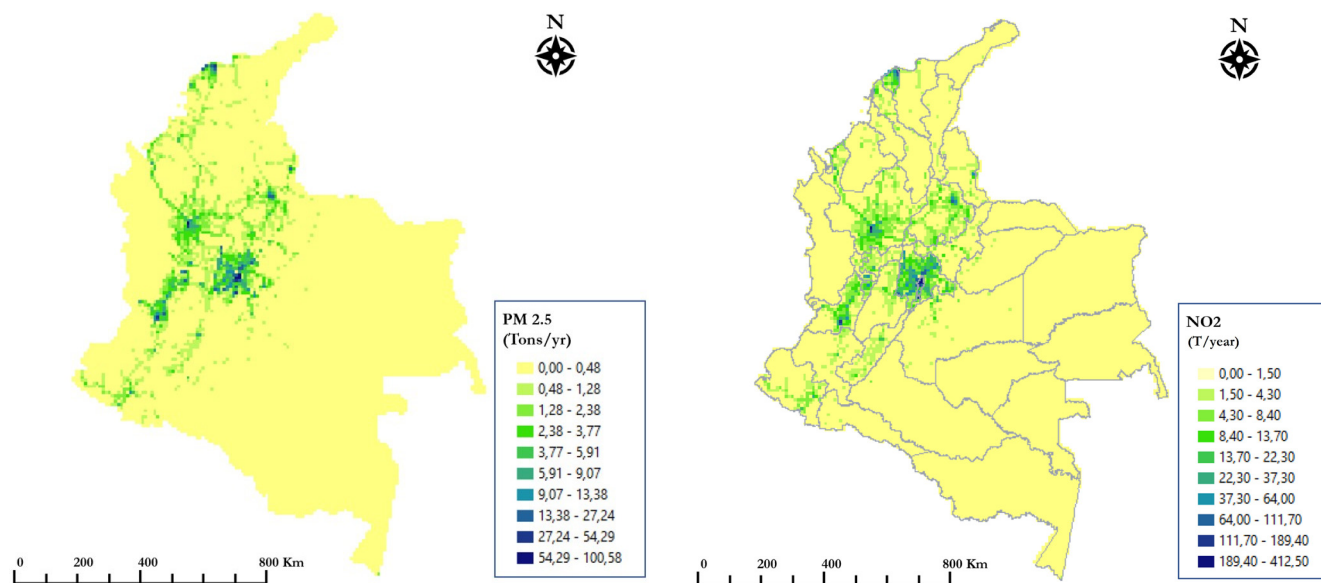 N
PM 2.5
(Tons/yr)
0,00 - 0,48
0,48 - 1,28
1,28 - 2,38
2,38 - 3,77
3,77 - 5,91
5,91 - 9,07
9,07 - 13,38
13,38 - 27,24
27,24 - 54,29
54,29 - 100,58
0 200 400 800 Km
N
NO2
(T/year)
0,00 - 1,50
1,50 - 4,30
4,30 - 8,40
8,40 - 13,70
13,70 - 22,30
22,30 - 37,30
37,30 - 64,00
64,00 - 111,70
111,70 - 189,40
189,40 - 412,50
0 200 400 800 Km